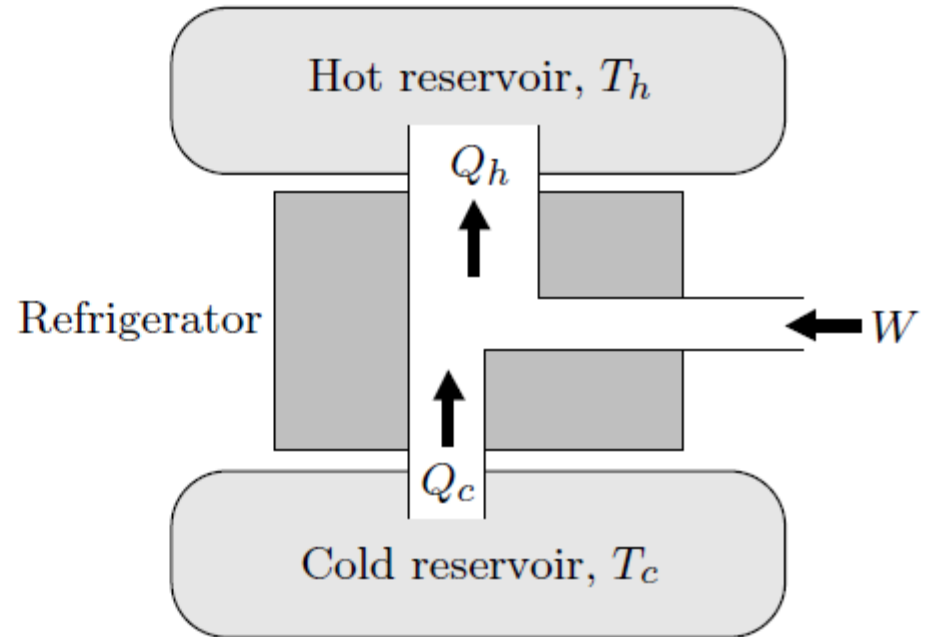 Hot reservoir, T_h
Q_h
Refrigerator
W
Q_c
Cold reservoir, T_c